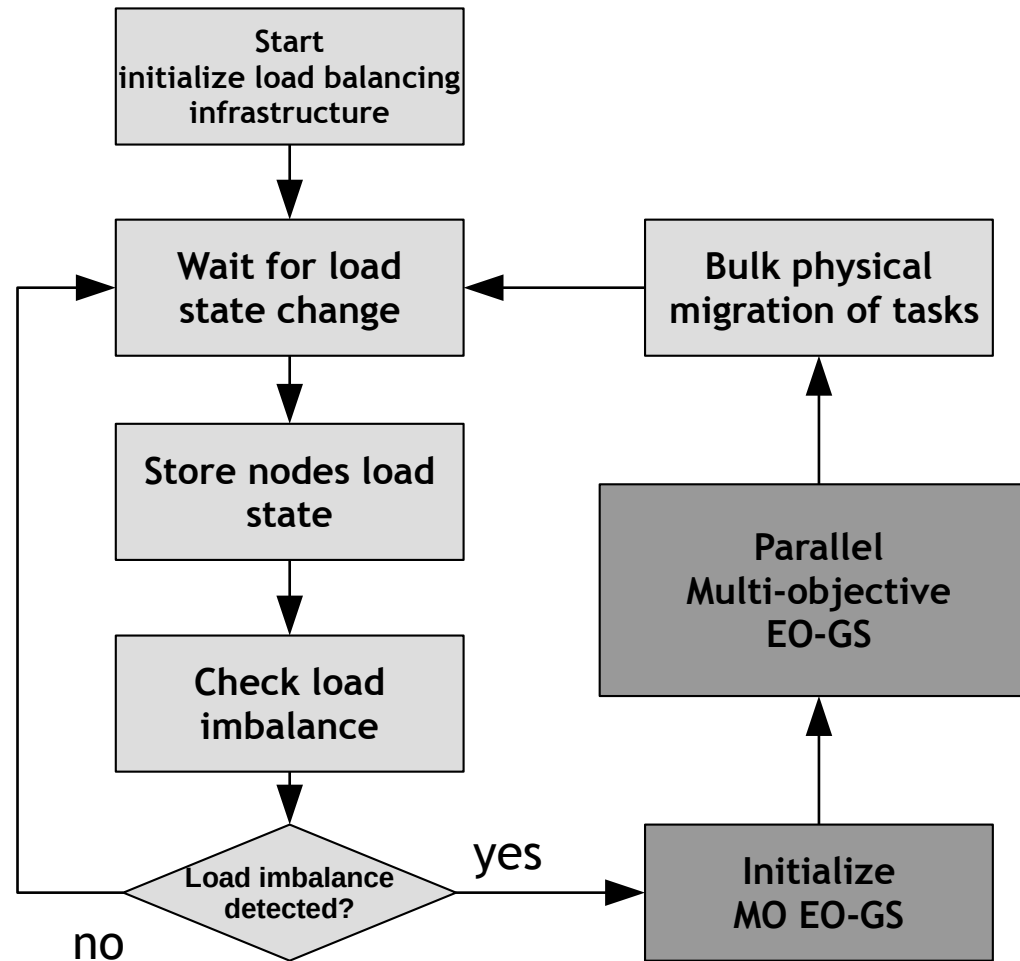 Start
initialize load balancing
infrastructure
Wait for load
state change
Bulk physical
migration of tasks
Store nodes load
state
Parallel
Multi-objective
EO-GS
Check load
imbalance
Load imbalance
detected?
yes
Initialize
MO EO-GS
no